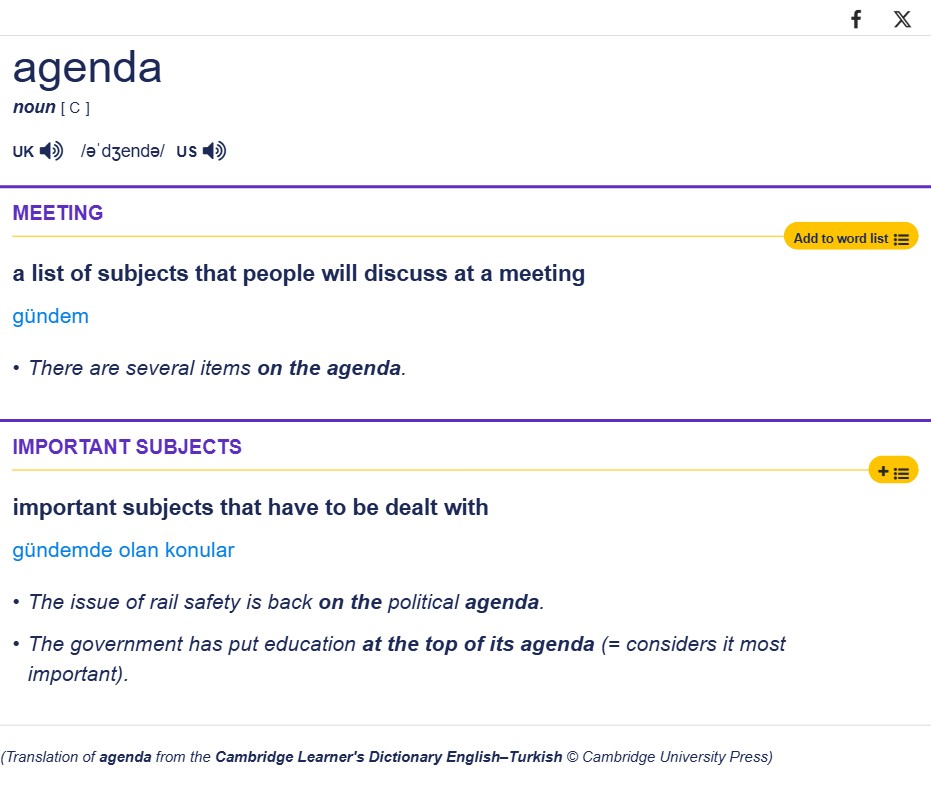 agenda
noun [ C ]
UK /əˈdʒendə/ US
MEETING
Add to word list
a list of subjects that people will discuss at a meeting
gündem
• There are several items on the agenda.
IMPORTANT SUBJECTS
important subjects that have to be dealt with
gündemde olan konular
• The issue of rail safety is back on the political agenda.
• The government has put education at the top of its agenda (= considers it most
important).
(Translation of agenda from the Cambridge Learner's Dictionary English–Turkish © Cambridge University Press)